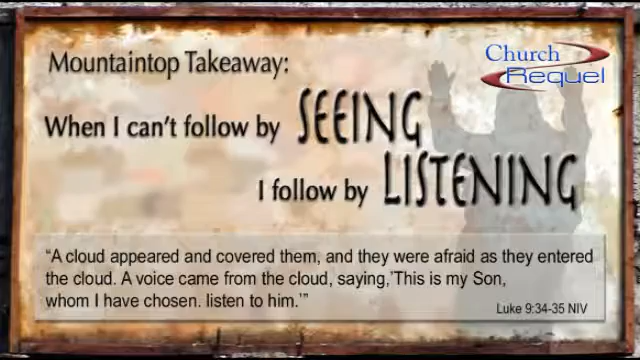 Mountaintop Takeaway:
Church
Requel
When I can't follow by SEEING
I follow by LISTENING
“A cloud appeared and covered them, and they were afraid as they entered
the cloud. A voice came from the cloud, saying,'This is my Son,
whom I have chosen. listen to him.'”
Luke 9:34-35 NIV